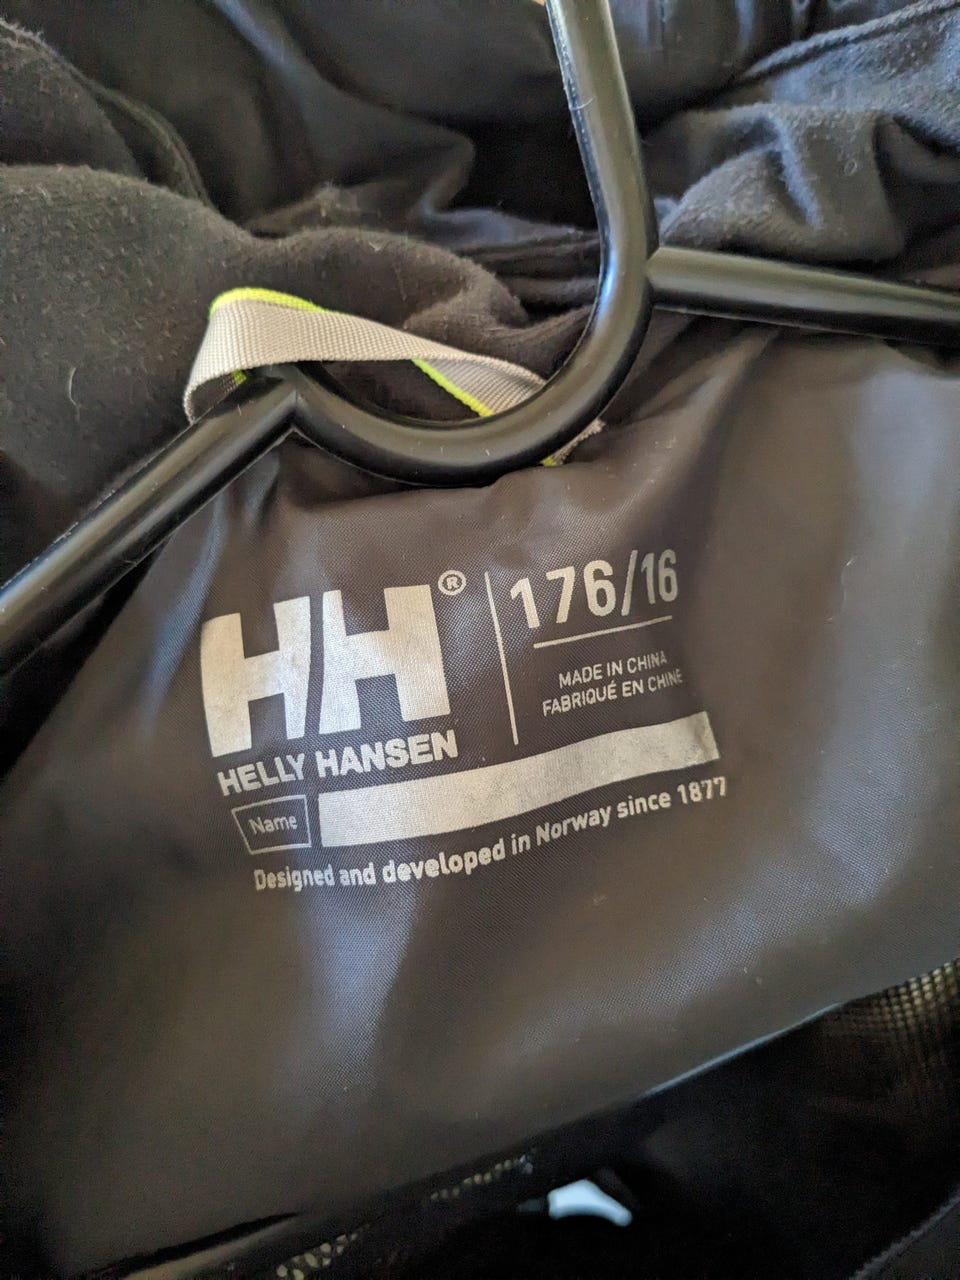 HH®
HELLY HANSEN
176/16
MADE IN CHINA
FABRIQUÉ EN CHINE
Name
Designed and developed in Norway since 1877